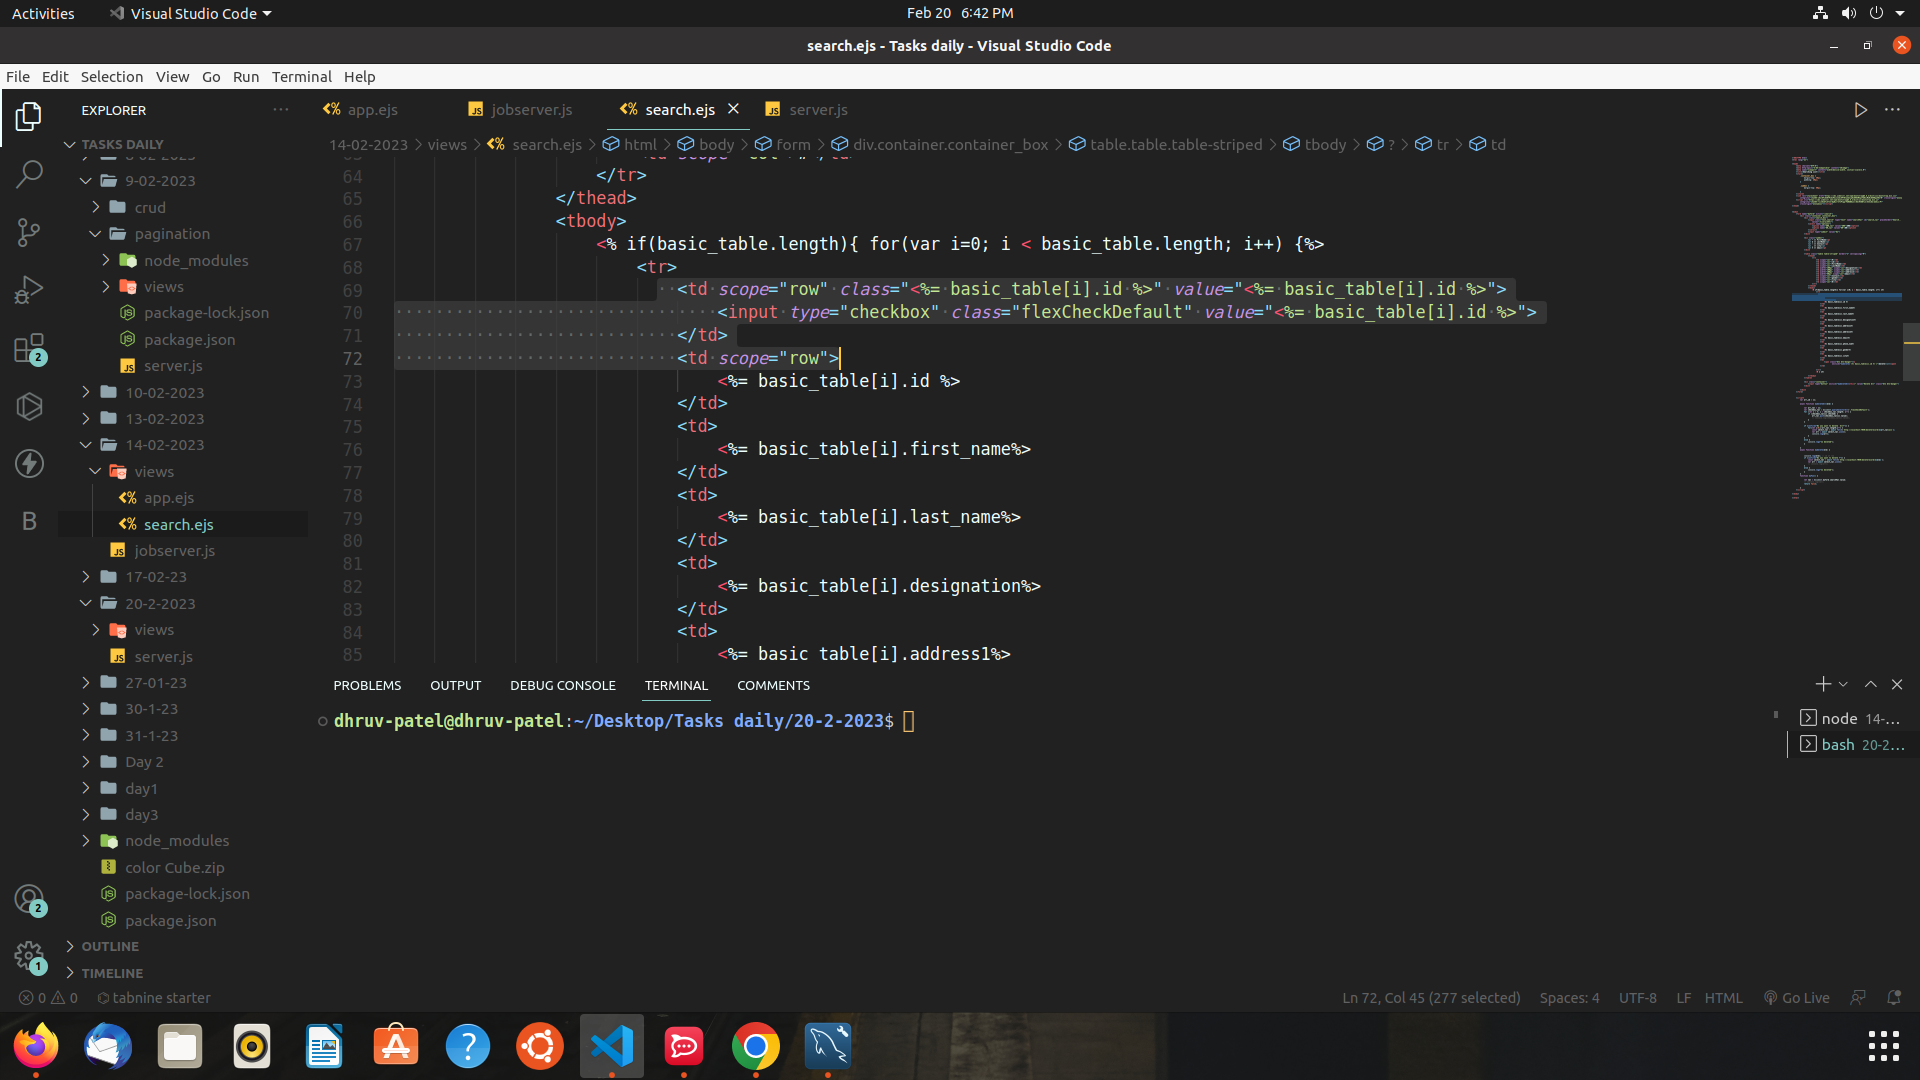 Activities
Visual Studio Code
Feb 20 6:42 PM
search.ejs - Tasks daily - Visual Studio Code
File Edit Selection View Go Run Terminal Help
EXPLORER
app.ejs
jobserver.js
search.ejs
server.js
TASKS DAILY
14-02-2023 > views > search.ejs > html > body > form > div.container.container_box > table.table.table-striped > tbody > ? > tr > td
9-02-2023
crud
pagination
node_modules
views
package-lock.json
package.json
server.js
10-02-2023
13-02-2023
14-02-2023
views
app.ejs
search.ejs
jobserver.js
17-02-23
20-2-2023
views
server.js
27-01-23
30-1-23
31-1-23
Day 2
day1
day3
node_modules
color Cube.zip
package-lock.json
package.json
OUTLINE
TIMELINE
B
2
2
1
64 </tr>
65 </thead>
66 <tbody>
67 <% if(basic_table.length){ for(var i=0; i < basic_table.length; i++) {%>
68 <tr>
69 <td scope="row" class="<%= basic_table[i].id %>" value="<%= basic_table[i].id %>">
70 <input type="checkbox" class="flexCheckDefault" value="<%= basic_table[i].id %>">
71 </td>
72 <td scope="row">
73 <%= basic_table[i].id %>
74 </td>
75 <td>
76 <%= basic_table[i].first_name%>
77 </td>
78 <td>
79 <%= basic_table[i].last_name%>
80 </td>
81 <td>
82 <%= basic_table[i].designation%>
83 </td>
84 <td>
85 <%= basic table[i].address1%>
PROBLEMS OUTPUT DEBUG CONSOLE TERMINAL COMMENTS
dhruv-patel@dhruv-patel:~/Desktop/Tasks daily/20-2-2023$
node 14-...
bash 20-2...
0 0 tabnine starter
Ln 72, Col 45 (277 selected) Spaces: 4 UTF-8 LF HTML Go Live